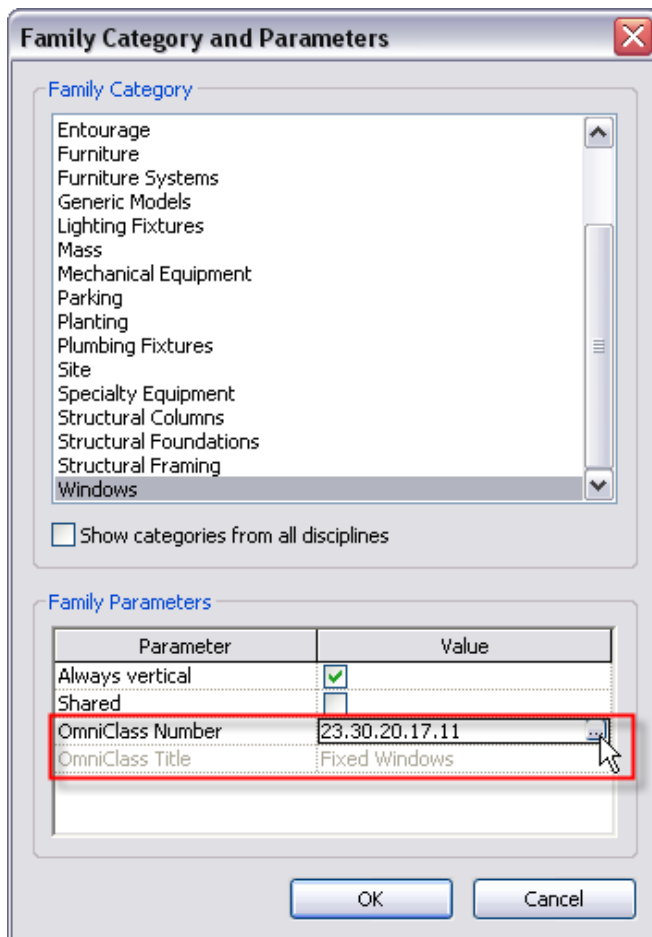 Family Category and Parameters
Family Category
Entourage
Furniture
Furniture Systems
Generic Models
Lighting Fixtures
Mass
Mechanical Equipment
Parking
Planting
Plumbing Fixtures
Site
Specialty Equipment
Structural Columns
Structural Foundations
Structural Framing
Windows
Show categories from all disciplines
Family Parameters
Parameter Value
Always vertical
Shared
OmniClass Number 23.30.20.17.11 ...
OmniClass Title Fixed Windows
OK Cancel